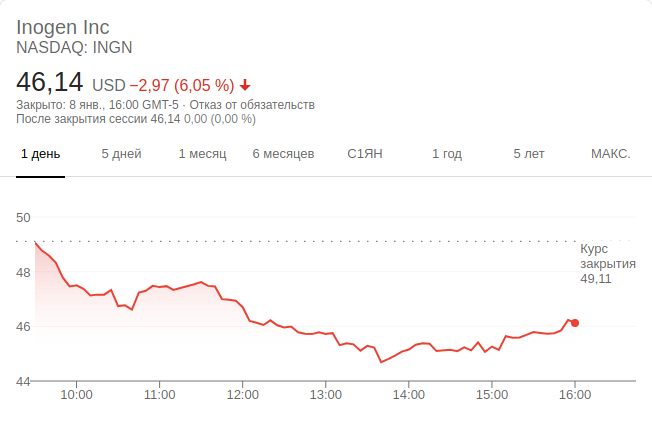 Inogen Inc
NASDAQ: INGN
46,14 USD −2,97 (6,05 %)
Закрыто: 8 янв., 16:00 GMT-5 · Отказ от обязательств
После закрытия сессии 46,14 0,00 (0,00 %)
1 день 5 дней 1 месяц 6 месяцев С1ЯН 1 год 5 лет МАКС.
50
Курс
закрытия
48
49,11
46
44
10:00 11:00 12:00 13:00 14:00 15:00 16:00